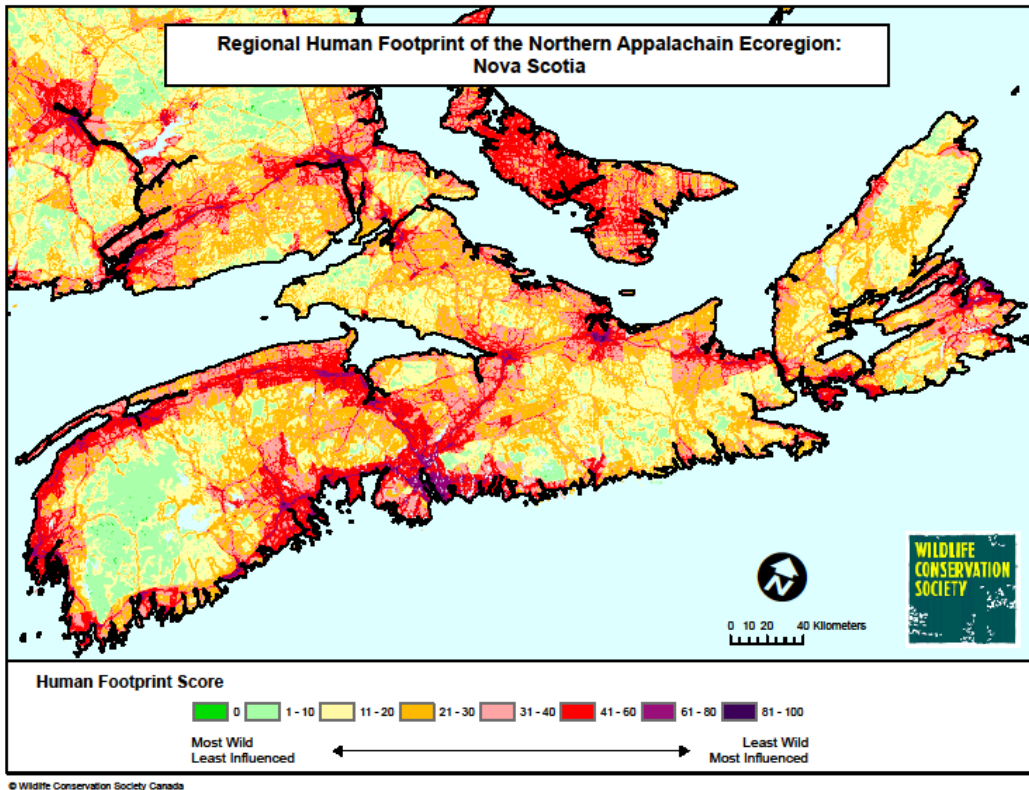 Regional Human Footprint of the Northern Appalachain Ecoregion:
Nova Scotia
N
WILDLIFE
CONSERVATION
SOCIETY
0 10 20 40 Kilometers
Human Footprint Score
0 1 - 10 11 - 20 21 - 30 31 - 40 41 - 60 61 - 80 81 - 100
Most Wild
Least Influenced
Least Wild
Most Influenced
© Wildlife Conservation Society Canada